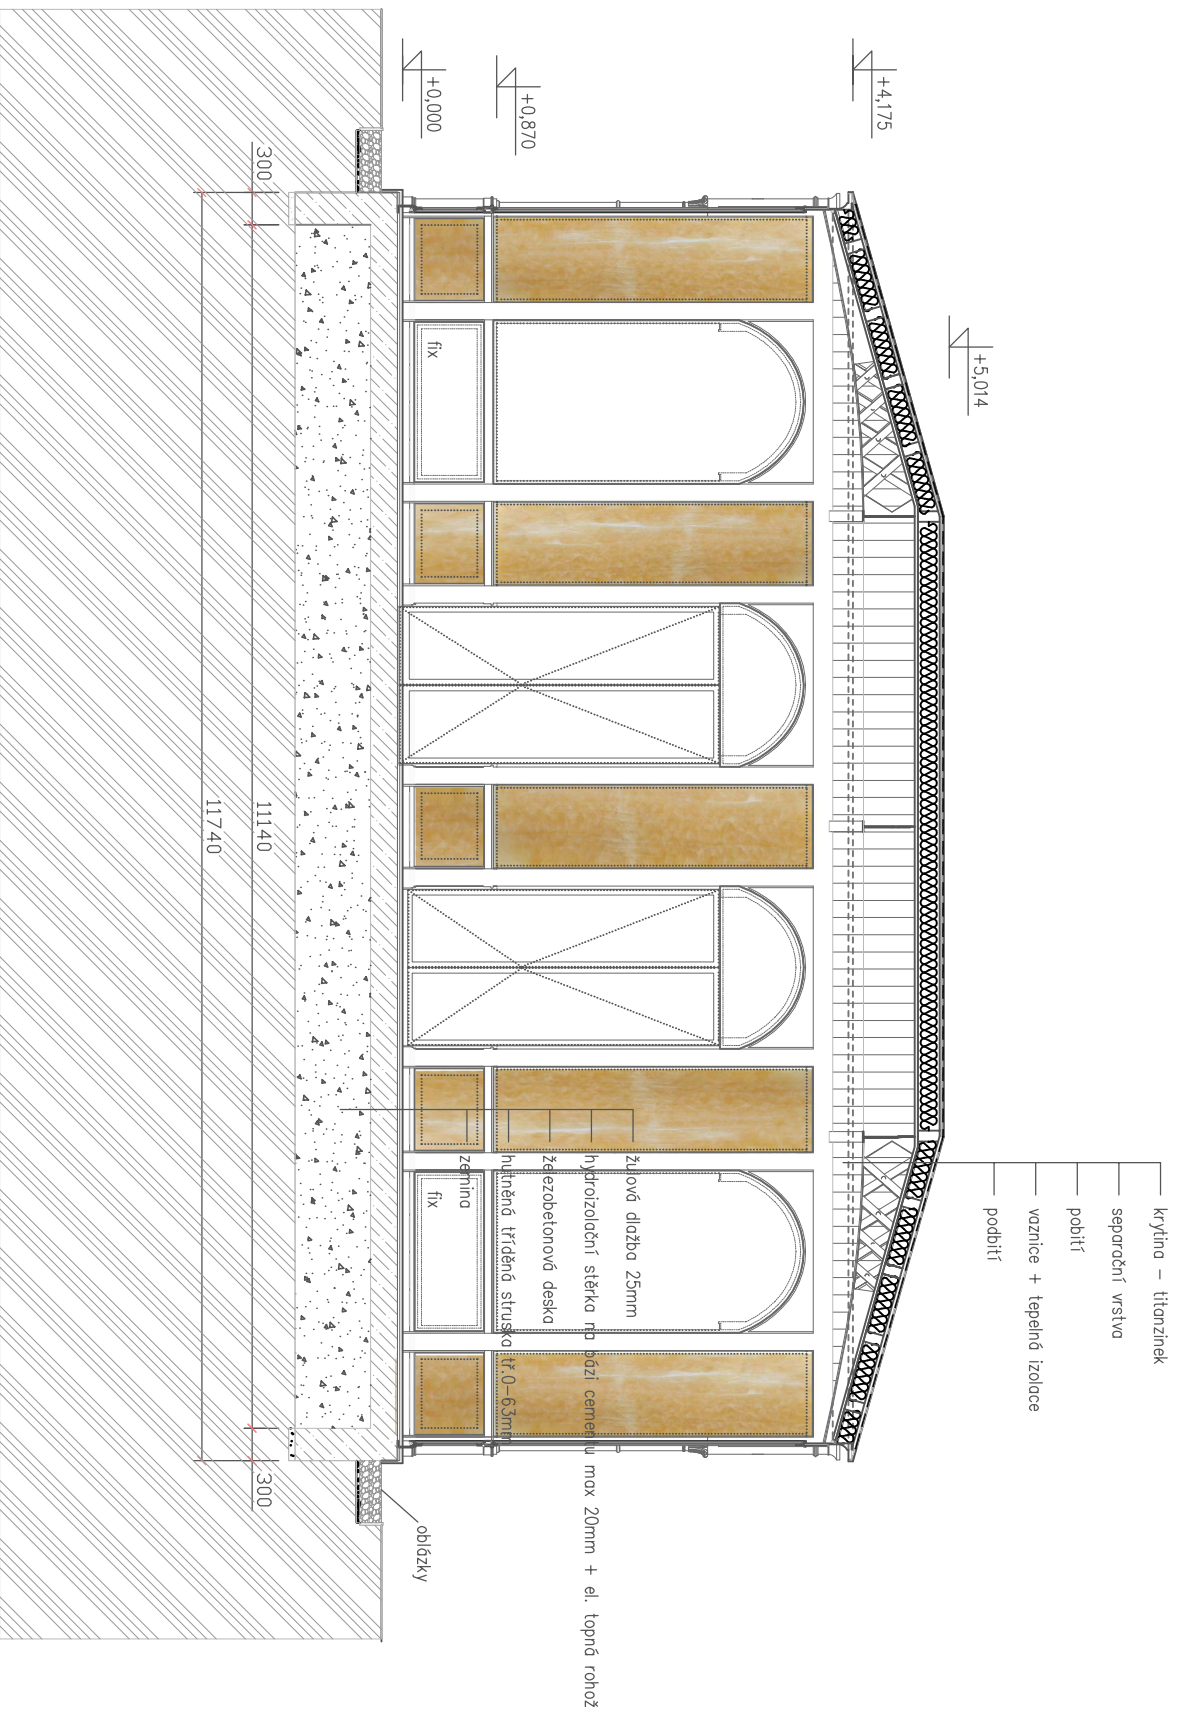 krytina – titanzinek
separační vrstva
pobití
vaznice + tepelná izolace
podbití
+5,014
+4,175
+0,870
+0,000
fix
fix
žulová dlažba 25mm
hydroizolační stěrka na bázi cementu max 20mm + el. topná rohož
železobetonová deska
hutněná tříděná struska tř.0–63mm
zemina
oblázky
300
11140
300
11740